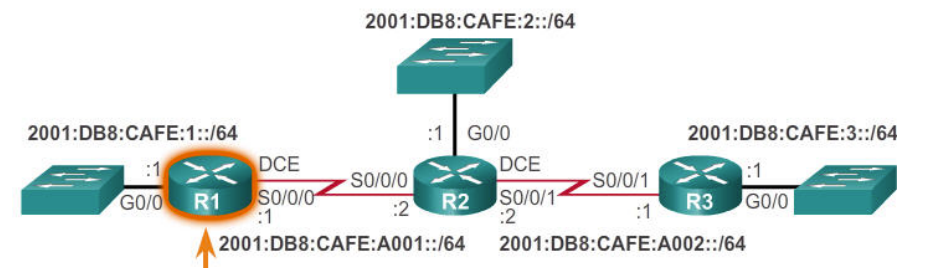 2001:DB8:CAFE:2::/64
:1
G0/0
2001:DB8:CAFE:1::/64
:1
G0/0
R1
DCE
S0/0/0
:1
S0/0/0
:2
R2
DCE
S0/0/1
:2
S0/0/1
:1
R3
:1
G0/0
2001:DB8:CAFE:3::/64
2001:DB8:CAFE:A001::/64
2001:DB8:CAFE:A002::/64